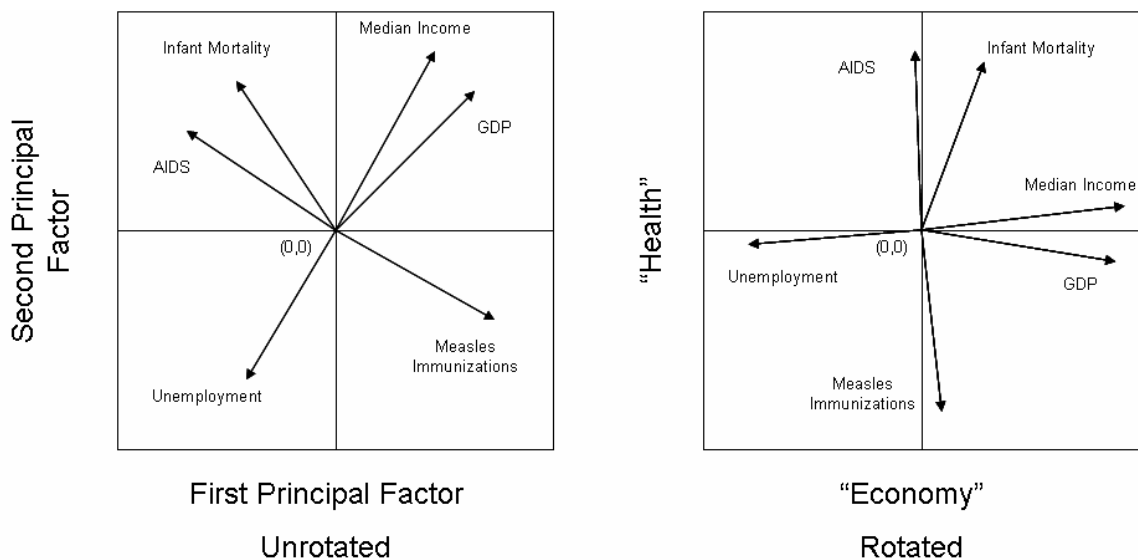 Median Income
Infant Mortality
GDP
AIDS
(0,0)
Measles
Immunizations
Unemployment
Second Principal
Factor
First Principal Factor
Unrotated
Infant Mortality
AIDS
Median Income
(0,0)
Unemployment
GDP
Measles
Immunizations
“Health”
“Economy”
Rotated